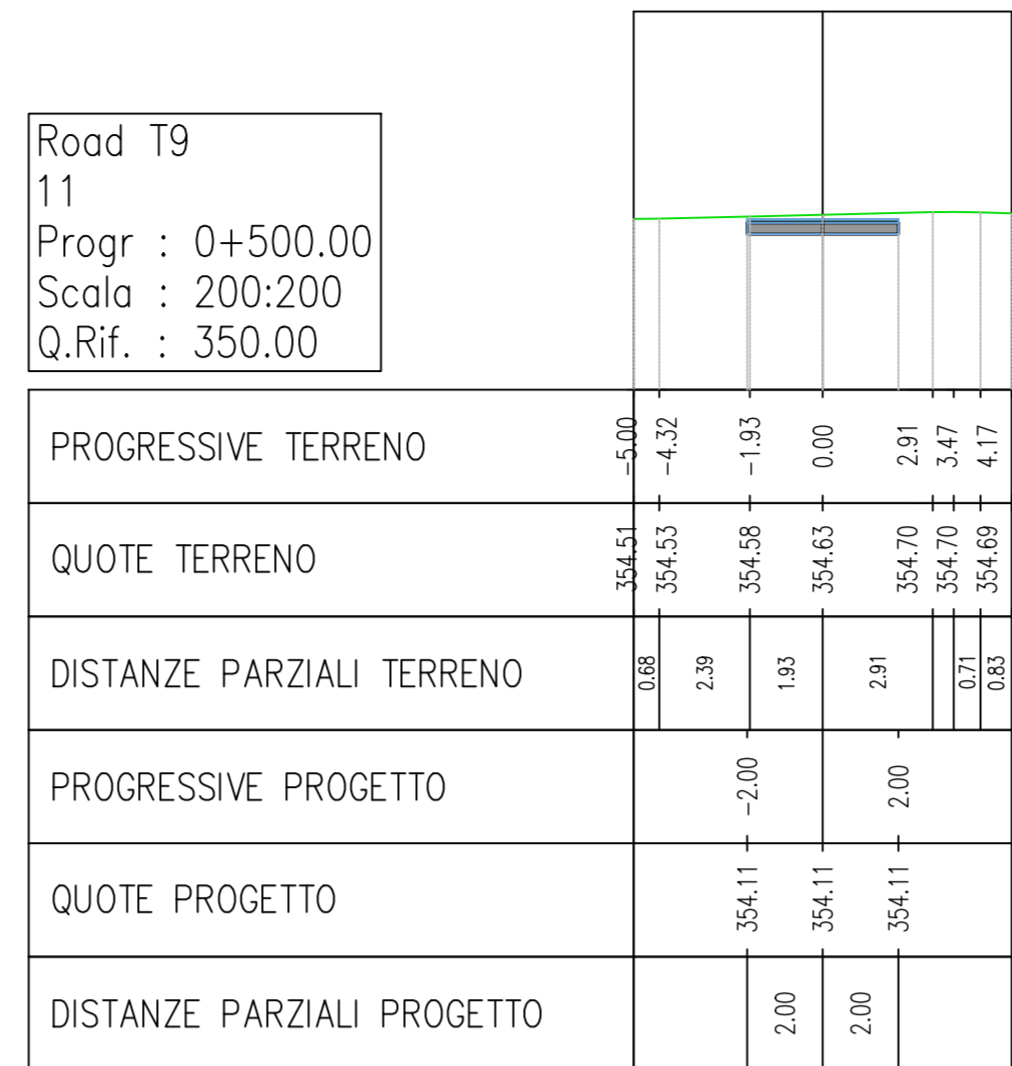 Road T9
11
Progr : 0+500.00
Scala : 200:200
Q.Rif. : 350.00
PROGRESSIVE TERRENO -5.00 -4.32 -1.93 0.00 2.91 3.47 4.17
QUOTE TERRENO 354.51 354.53 354.58 354.63 354.70 354.70 354.69
DISTANZE PARZIALI TERRENO 0.68 2.39 1.93 2.91 0.71 0.83
PROGRESSIVE PROGETTO -2.00 2.00
QUOTE PROGETTO 354.11 354.11 354.11
DISTANZE PARZIALI PROGETTO 2.00 2.00